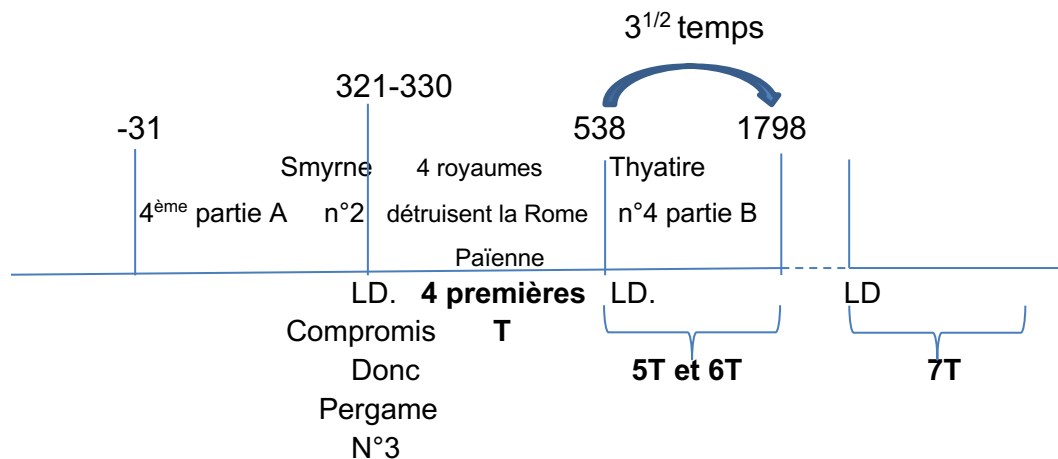 3^1/2 temps
321-330
-31
538
1798
Smyrne
4 royaumes
Thyatire
4ème partie A
n°2
détruisent la Rome
n°4 partie B
Païenne
LD.
4 premières
LD.
LD
Compromis
T
Donc
5T et 6T
7T
Pergame
N°3